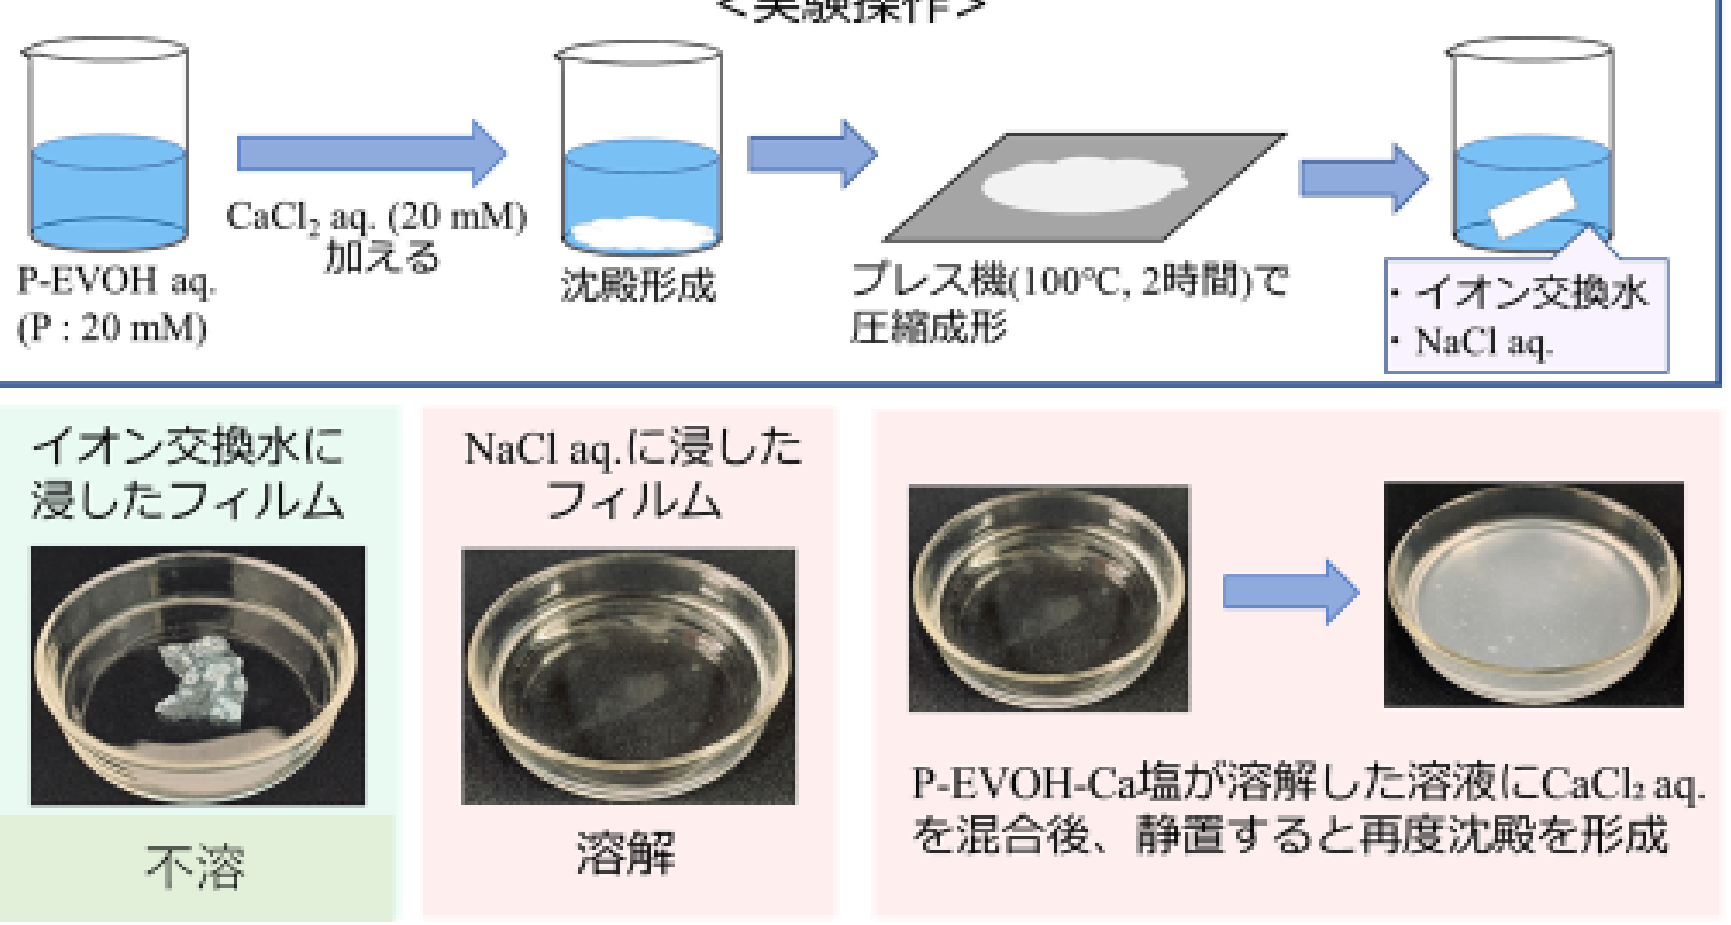 ＜実験操作＞
CaCl₂ aq. (20 mM)
加える
P-EVOH aq.
(P : 20 mM)
沈殿形成
プレス機(100℃, 2時間)で
圧縮成形
・イオン交換水
・NaCl aq.
イオン交換水に
浸したフィルム
不溶
NaCl aq.に浸した
フィルム
溶解
P-EVOH-Ca塩が溶解した溶液にCaCl₂ aq.
を混合後、静置すると再度沈殿を形成